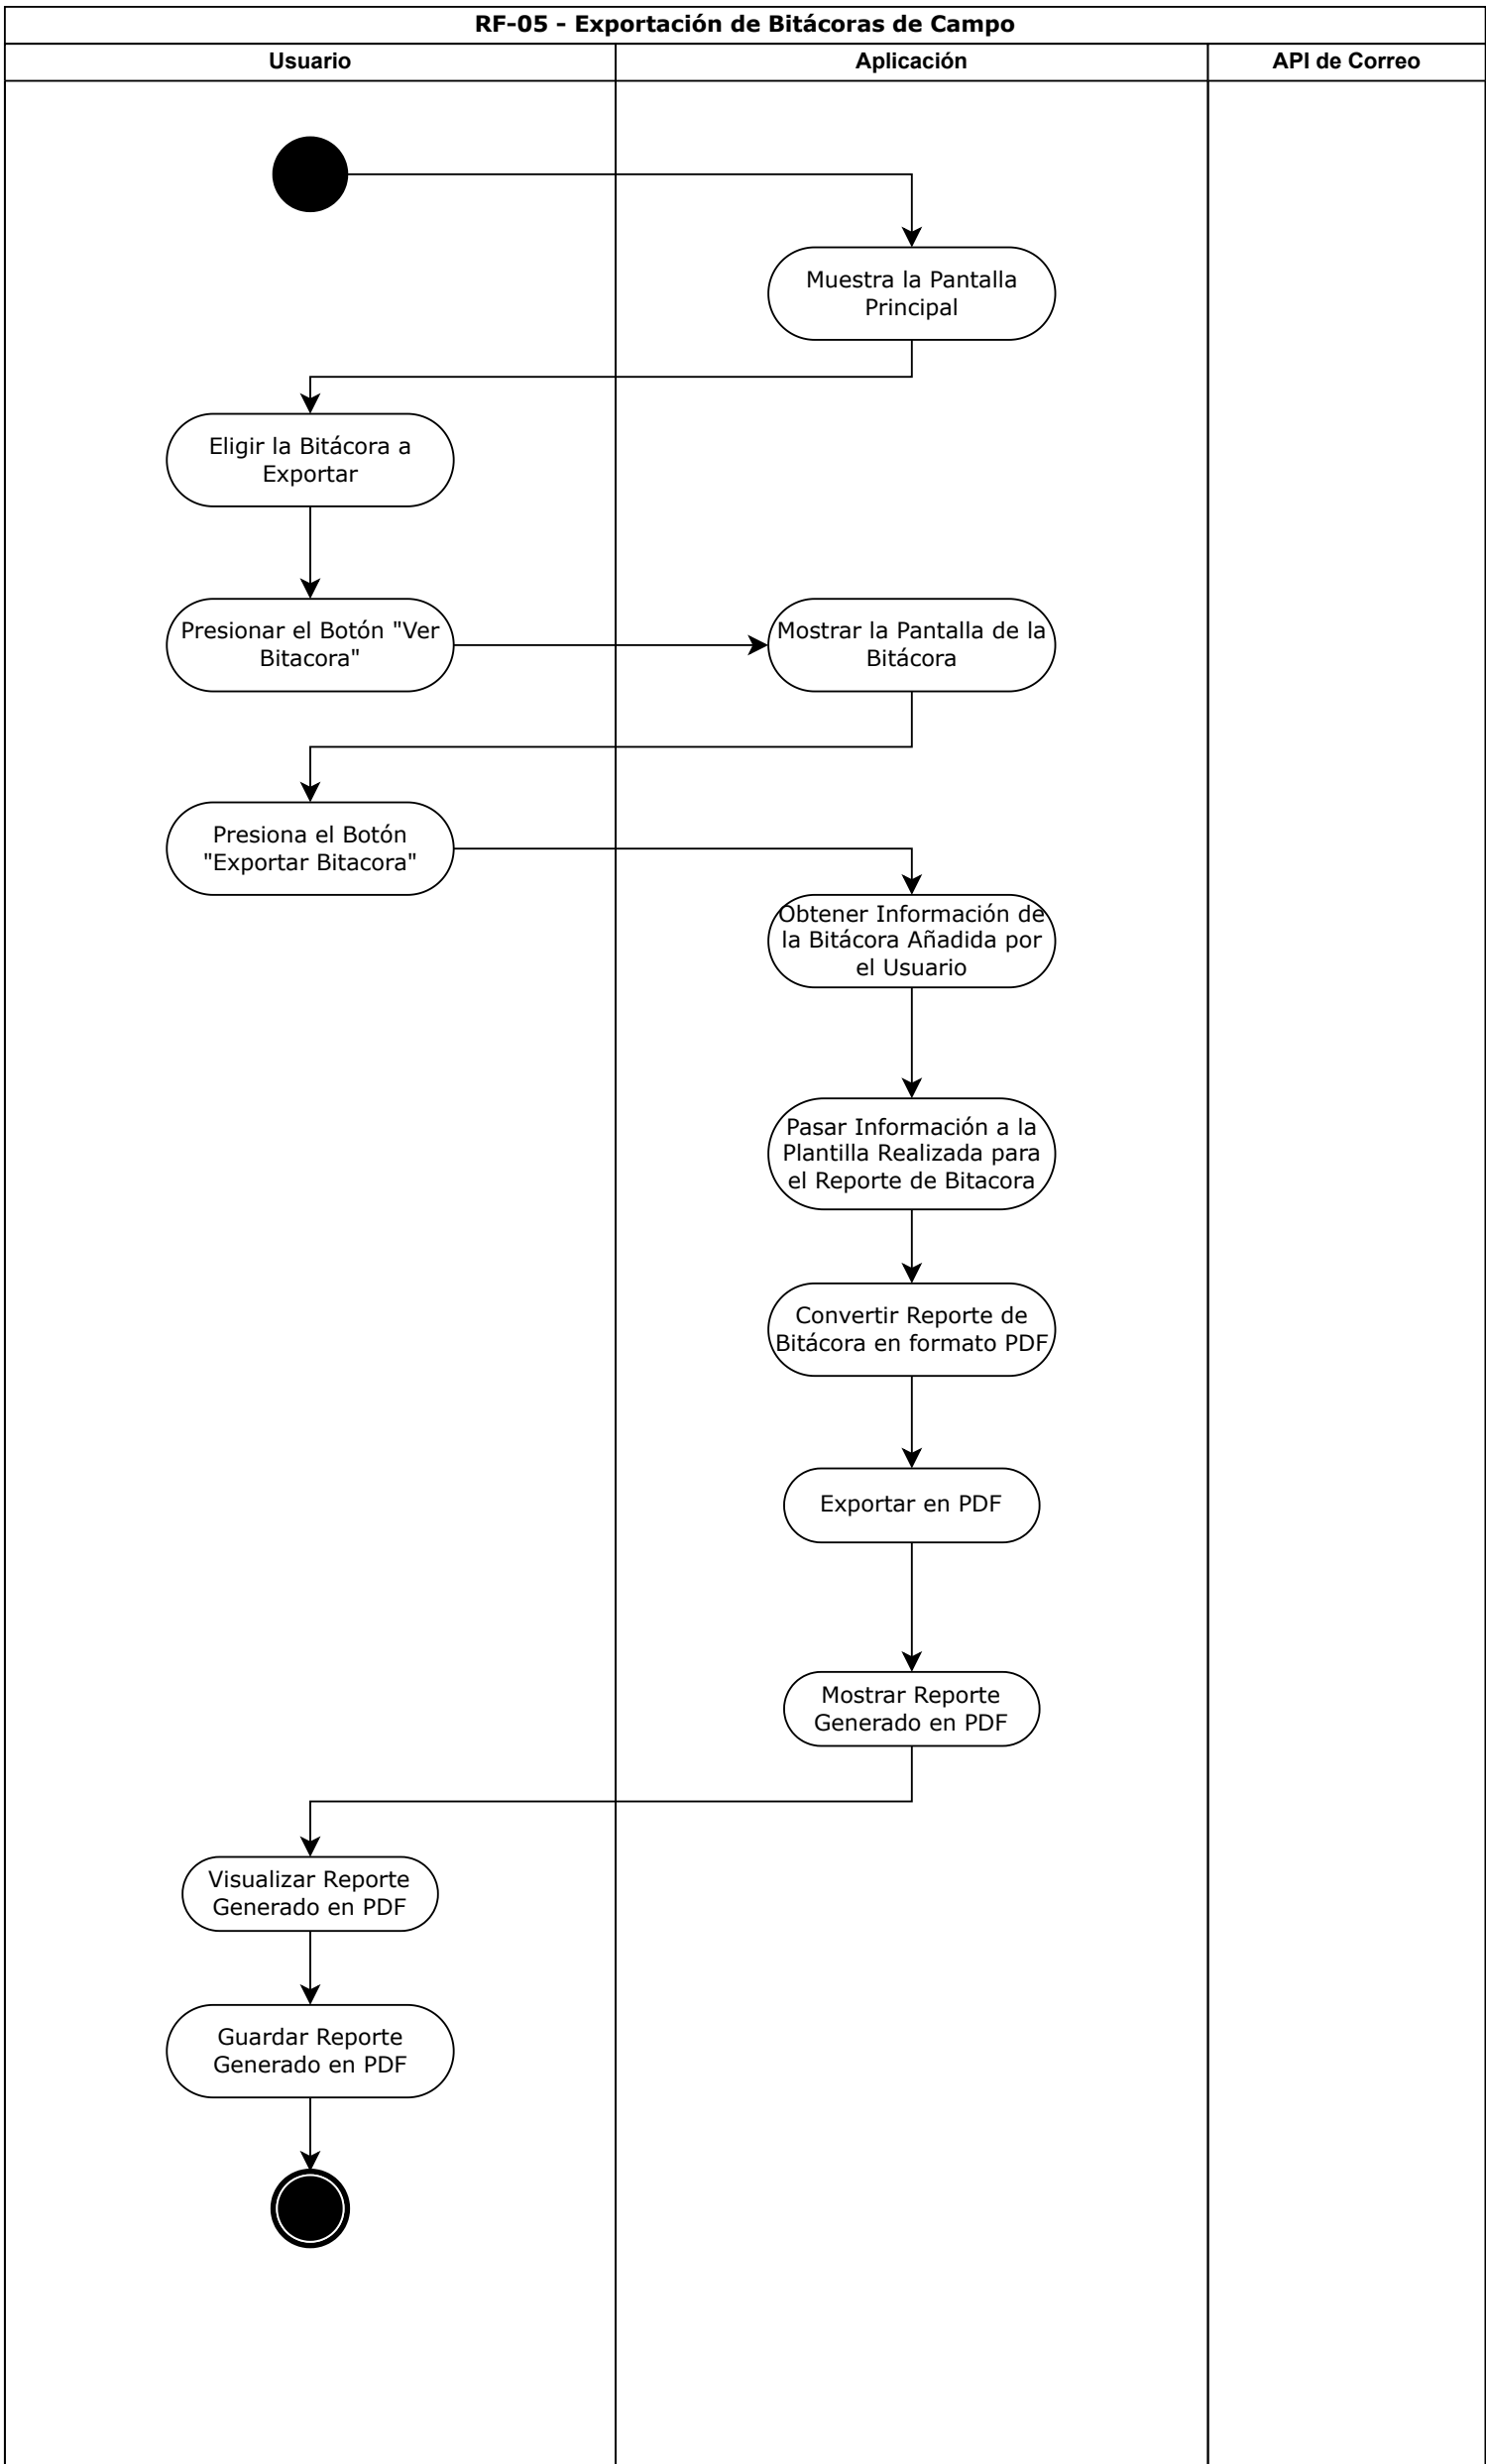 RF-05 - Exportación de Bitácoras de Campo
Usuario
Aplicación
API de Correo
Muestra la Pantalla
Principal
Eligir la Bitácora a
Exportar
Presionar el Botón "Ver
Bitacora"
Mostrar la Pantalla de la
Bitácora
Presiona el Botón
"Exportar Bitacora"
Obtener Información de
la Bitácora Añadida por
el Usuario
Pasar Información a la
Plantilla Realizada para
el Reporte de Bitacora
Convertir Reporte de
Bitácora en formato PDF
Exportar en PDF
Mostrar Reporte
Generado en PDF
Visualizar Reporte
Generado en PDF
Guardar Reporte
Generado en PDF